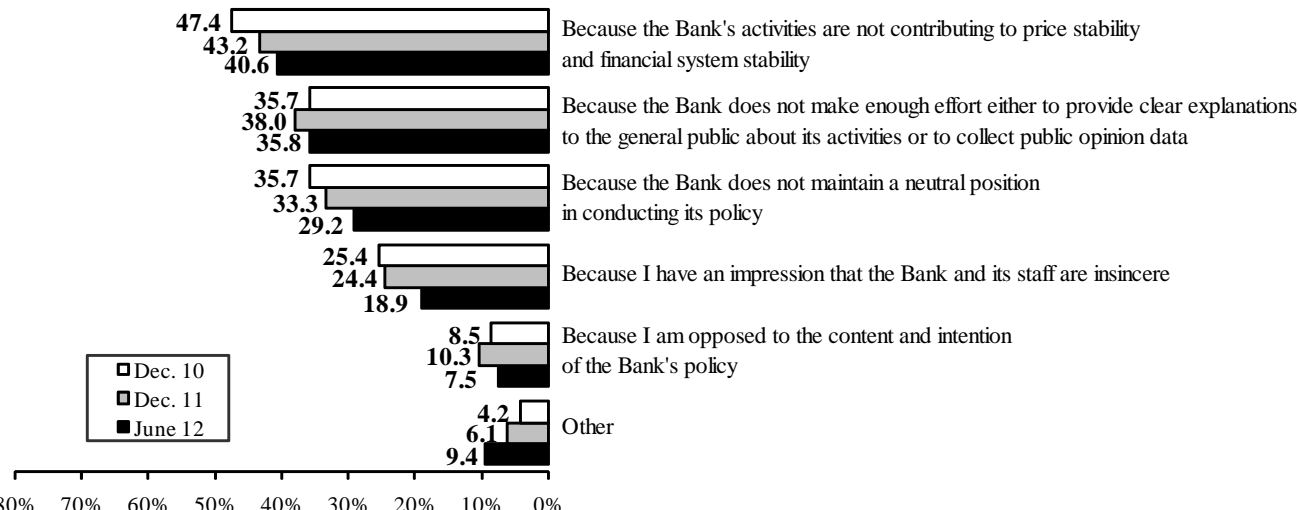 47.4
43.2
40.6
Because the Bank's activities are not contributing to price stability
and financial system stability
35.7
38.0
35.8
Because the Bank does not make enough effort either to provide clear explanations
to the general public about its activities or to collect public opinion data
35.7
33.3
29.2
Because the Bank does not maintain a neutral position
in conducting its policy
25.4
24.4
18.9
Because I have an impression that the Bank and its staff are insincere
8.5
10.3
7.5
Because I am opposed to the content and intention
of the Bank's policy
4.2
6.1
9.4
Other
Dec. 10
Dec. 11
June 12
80% 70% 60% 50% 40% 30% 20% 10% 0%